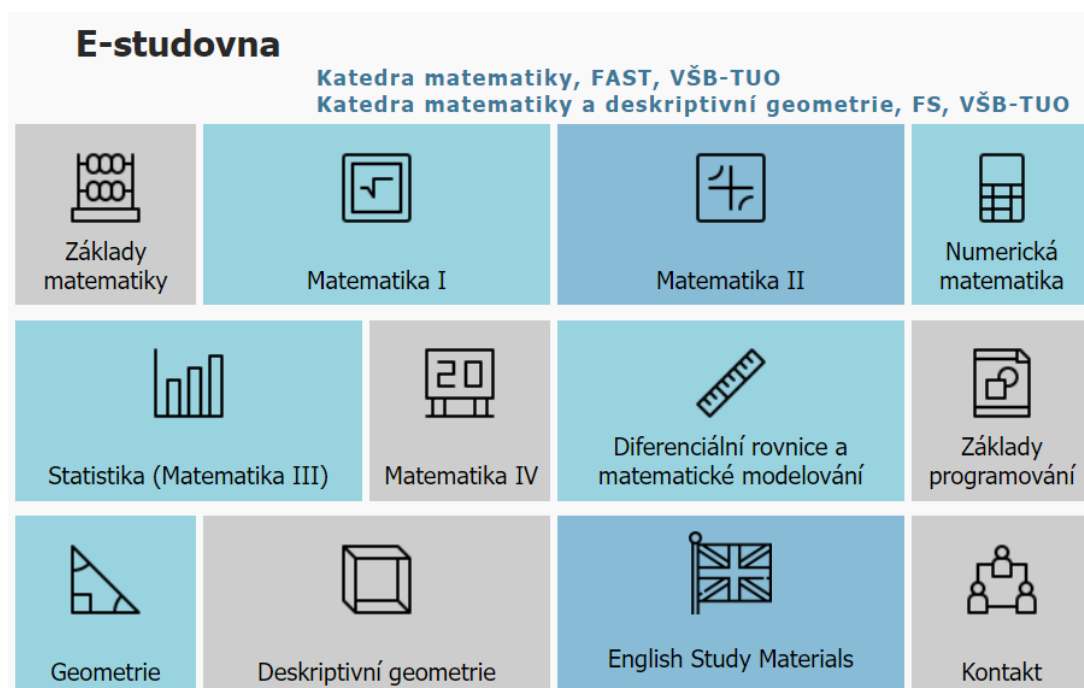 E-studovna
Katedra matematiky, FAST, VŠB-TUO
Katedra matematiky a deskriptivní geometrie, FS, VŠB-TUO
Základy
matematiky
Matematika I
Matematika II
Numerická
matematika
Statistika (Matematika III)
20
Matematika IV
Diferenciální rovnice a
matematické modelování
Základy
programování
Geometrie
Deskriptivní geometrie
English Study Materials
Kontakt